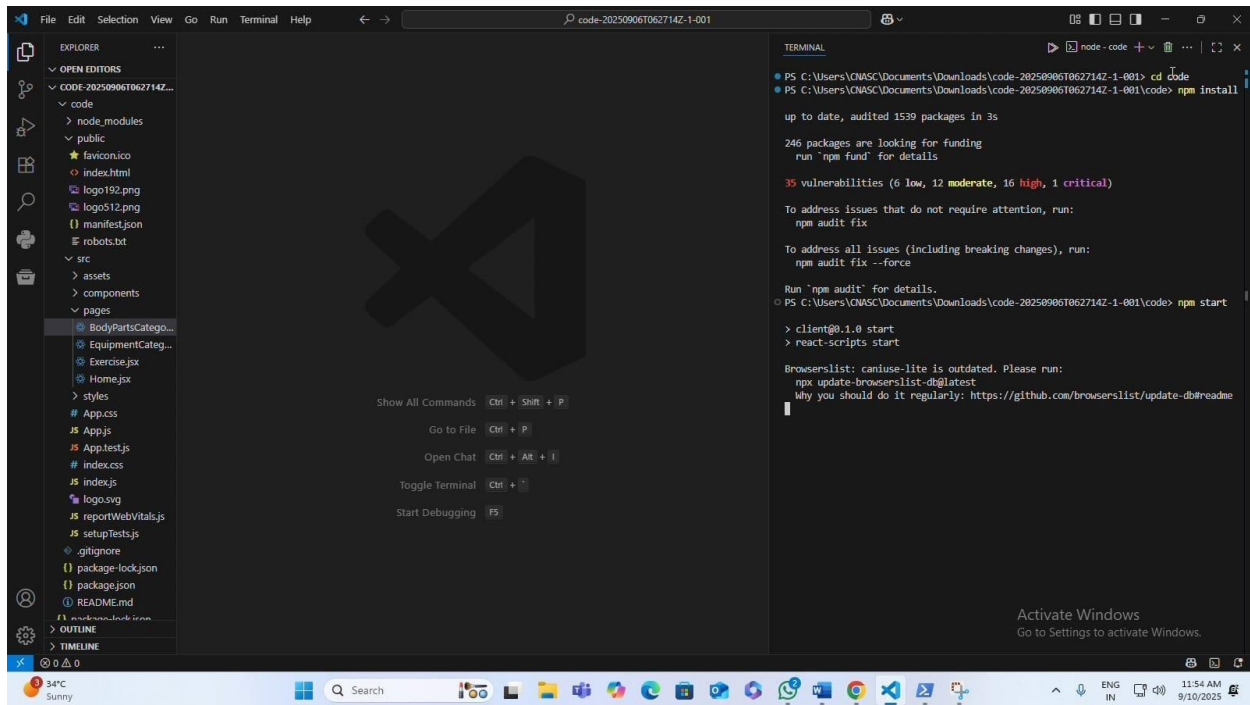 File Edit Selection View Go Run Terminal Help
code-20250906T062714Z-1-001
EXPLORER
OPEN EDITORS
CODE-20250906T062714Z...
code
node_modules
public
favicon.ico
index.html
logo192.png
logo512.png
manifest.json
robots.txt
src
assets
components
pages
BodyPartsCatego...
EquipmentCateg...
Exercise.jsx
Home.jsx
styles
App.css
App.js
App.test.js
index.css
index.js
logo.svg
reportWebVitals.js
setupTests.js
.gitignore
package-lock.json
package.json
README.md
package-lock.json
OUTLINE
TIMELINE
Show All Commands Ctrl + Shift + P
Go to File Ctrl + P
Open Chat Ctrl + Alt + I
Toggle Terminal Ctrl + `
Start Debugging F5
TERMINAL
node - code
PS C:\Users\CNASC\Documents\Downloads\code-20250906T062714Z-1-001> cd code
PS C:\Users\CNASC\Documents\Downloads\code-20250906T062714Z-1-001\code> npm install
up to date, audited 1539 packages in 3s
246 packages are looking for funding
run `npm fund` for details
35 vulnerabilities (6 low, 12 moderate, 16 high, 1 critical)
To address issues that do not require attention, run:
npm audit fix
To address all issues (including breaking changes), run:
npm audit fix --force
Run `npm audit` for details.
PS C:\Users\CNASC\Documents\Downloads\code-20250906T062714Z-1-001\code> npm start
> client@0.1.0 start
> react-scripts start
Browserslist: caniuse-lite is outdated. Please run:
npx update-browserslist-db@latest
Why you should do it regularly: https://github.com/browserslist/update-db#readme
Activate Windows
Go to Settings to activate Windows.
0 0
3
34°C
Sunny
Search
ENG
IN
11:54 AM
9/10/2025